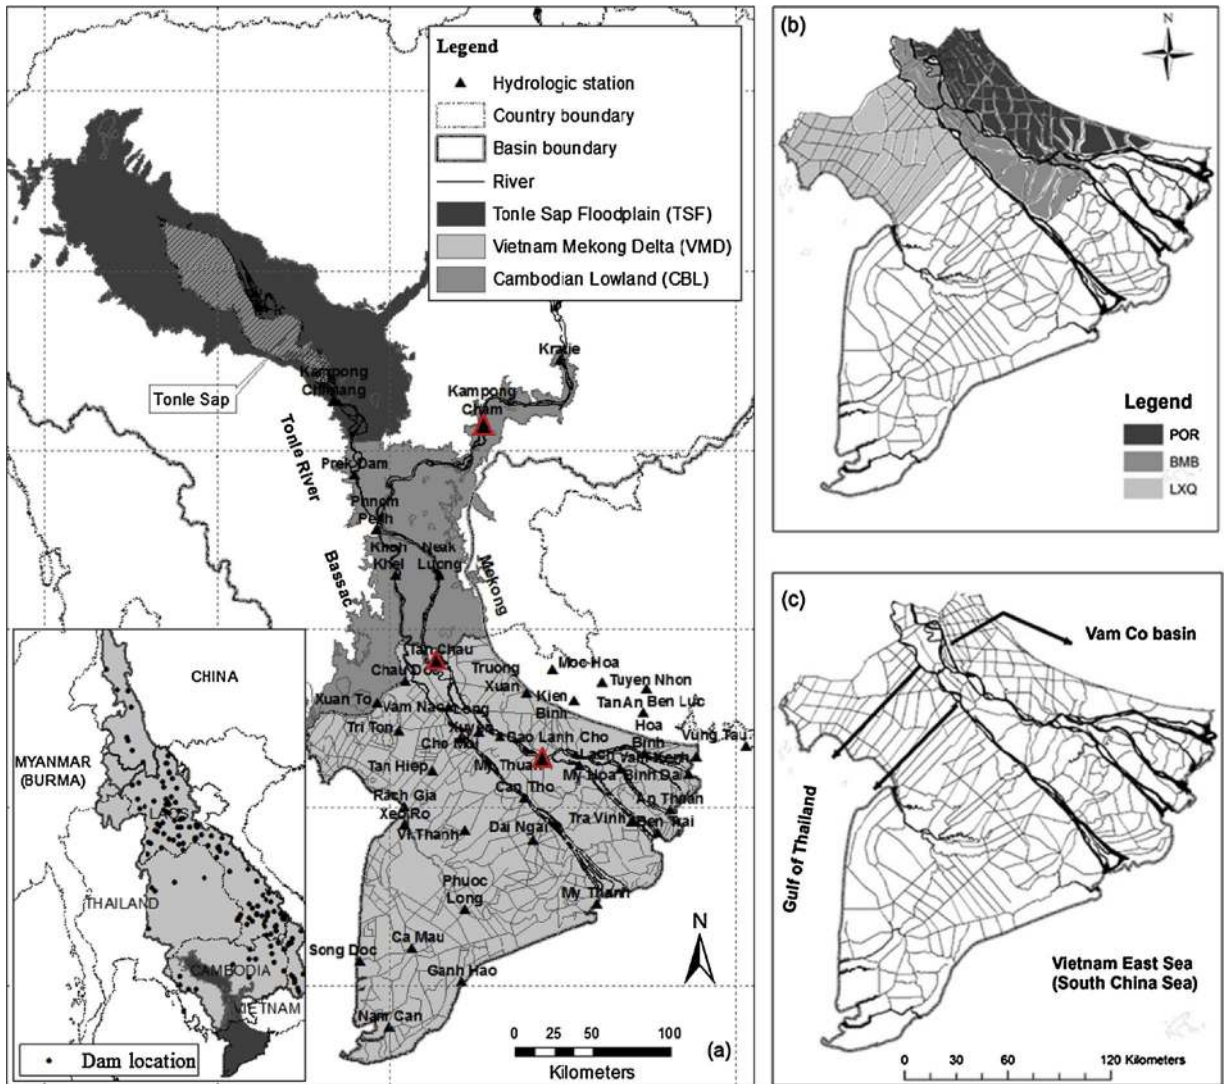 Legend
Hydrologic station
Country boundary
Basin boundary
River
Tonle Sap Floodplain (TSF)
Vietnam Mekong Delta (VMD)
Cambodian Lowland (CBL)
Kratie
Kampong
Cham
Kampong
Chhnang
Tonle Sap
Tonle River
Prek Dam
Phnom
Penh
Bassac
Khoh
Khel
Neak
Luong
Mekong
Tan Chau
Chau Doc
Truong
Xuan
Moc Hoa
Tuyen Nhon
Xuan To
Vam Nao
Long
Xuyen
Kien
Binh
Tan An
Ben Luc
Tri Ton
Cho Moi
Cao Lanh
Cho
Lach
Hoa
Binh
Vung Tau
Vam Kenh
Tan Hiep
My Thuan
My Hoa
Binh Dai
Rach Gia
Can Tho
An Thuan
Xeo Ro
Vi Thanh
Dai Ngai
Tra Vinh
Ben Trai
Phuoc
Long
My Thanh
Song Doc
Ca Mau
Ganh Hao
Nam Can
N
0 25 50 100
Kilometers
(a)
CHINA
MYANMAR
(BURMA)
LAOS
THAILAND
CAMBODIA
VIETNAM
Dam location
(b)
N
Legend
POR
BMB
LXQ
(c)
Vam Co basin
Gulf of Thailand
Vietnam East Sea
(South China Sea)
0 30 60 120 Kilometers